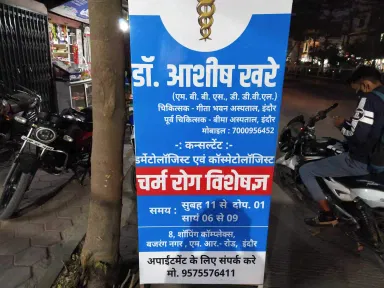 डॉ. आशीष खरे
(एम. बी. बी. एस., डी. डी.वी.एल.)
चिकित्सक - गीता भवन अस्पताल, इंदौर
पूर्व चिकित्सक - बीमा अस्पताल, इंदौर
मोबाइल : 7000956452
-: कन्सल्टेंट :-
डर्मेटोलॉजिस्ट एवं कॉस्मेटोलॉजिस्ट
चर्म रोग विशेषज्ञ
समय : सुबह 11 से दोप. 01
सायं 06 से 09
8, शॉपिंग कॉम्प्लेक्स,
बजरंग नगर , एम. आर.- रोड, इंदौर
अपाईंटमेंट के लिए संपर्क करे
मो. 9575576411